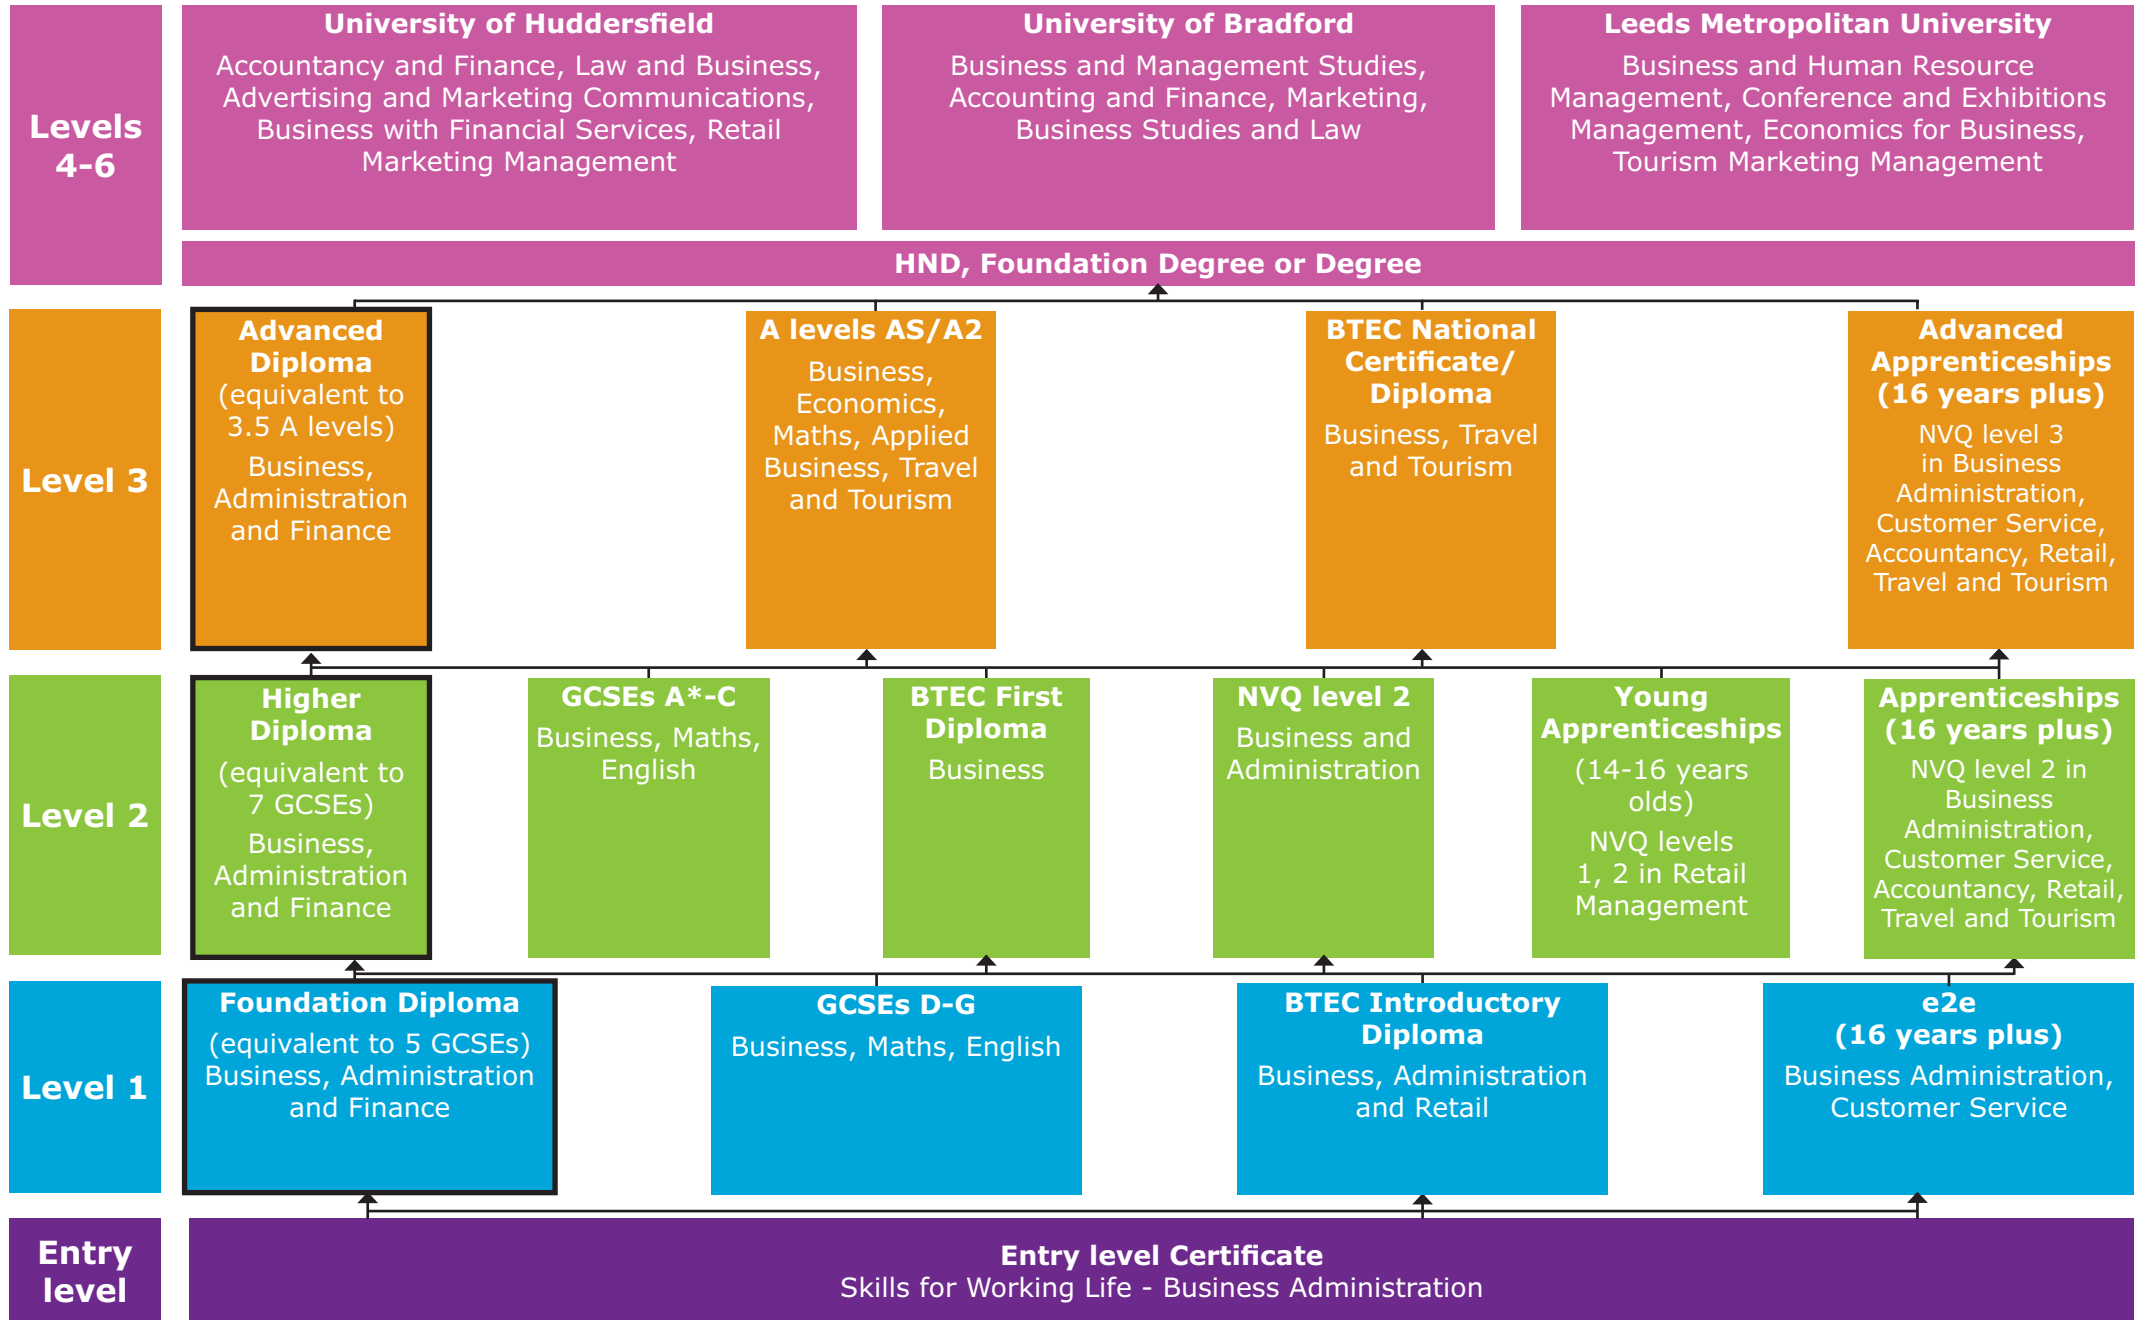 Levels
4-6
University of Huddersfield
Accountancy and Finance, Law and Business,
Advertising and Marketing Communications,
Business with Financial Services, Retail
Marketing Management
University of Bradford
Business and Management Studies,
Accounting and Finance, Marketing,
Business Studies and Law
Leeds Metropolitan University
Business and Human Resource
Management, Conference and Exhibitions
Management, Economics for Business,
Tourism Marketing Management
HND, Foundation Degree or Degree
Level 3
Advanced
Diploma
(equivalent to
3.5 A levels)
Business,
Administration
and Finance
A levels AS/A2
Business,
Economics,
Maths, Applied
Business, Travel
and Tourism
BTEC National
Certificate/
Diploma
Business, Travel
and Tourism
Advanced
Apprenticeships
(16 years plus)
NVQ level 3
in Business
Administration,
Customer Service,
Accountancy, Retail,
Travel and Tourism
Level 2
Higher
Diploma
(equivalent to
7 GCSEs)
Business,
Administration
and Finance
GCSEs A*-C
Business, Maths,
English
BTEC First
Diploma
Business
NVQ level 2
Business and
Administration
Young
Apprenticeships
(14-16 years
olds)
NVQ levels
1, 2 in Retail
Management
Apprenticeships
(16 years plus)
NVQ level 2 in
Business
Administration,
Customer Service,
Accountancy, Retail,
Travel and Tourism
Level 1
Foundation Diploma
(equivalent to 5 GCSEs)
Business, Administration
and Finance
GCSEs D-G
Business, Maths, English
BTEC Introductory
Diploma
Business, Administration
and Retail
e2e
(16 years plus)
Business Administration,
Customer Service
Entry
level
Entry level Certificate
Skills for Working Life - Business Administration